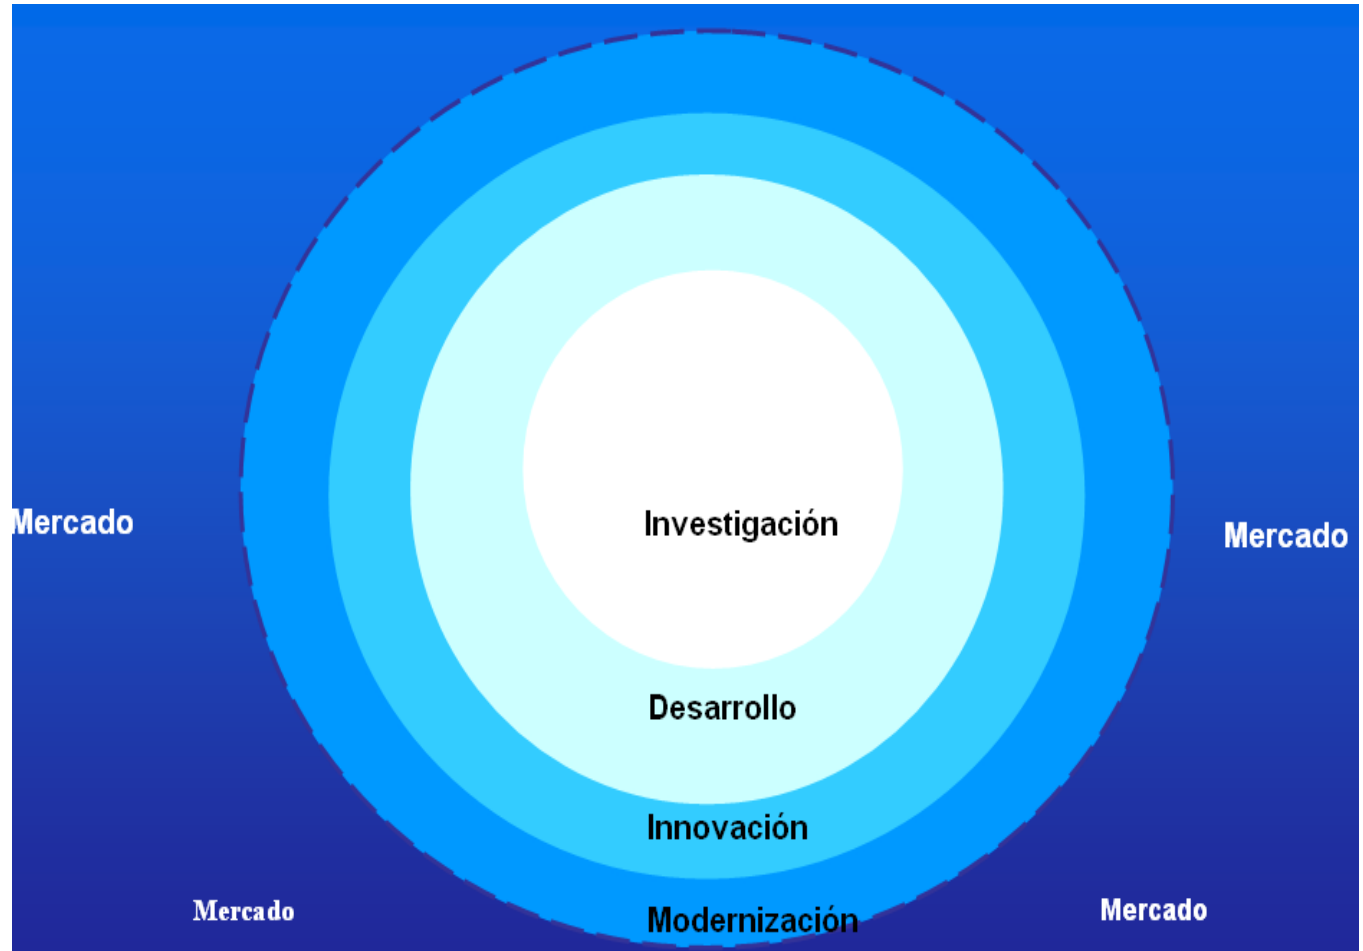 Mercado
Investigación
Mercado
Desarrollo
Innovación
Mercado
Modernización
Mercado